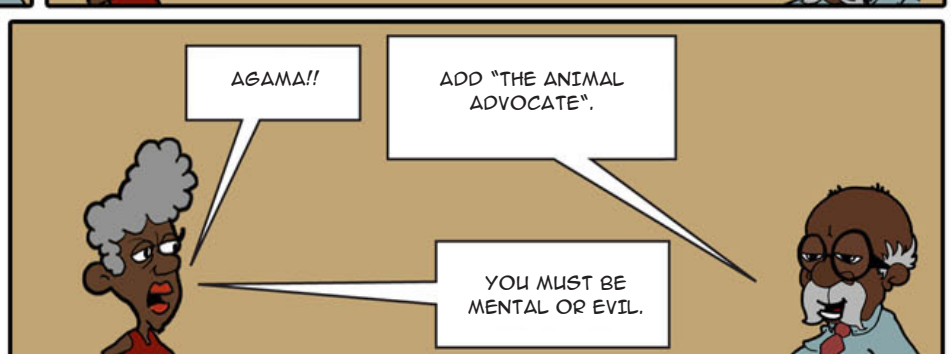 AGAMA!!
ADD "THE ANIMAL
ADVOCATE".
YOU MUST BE
MENTAL OR EVIL.